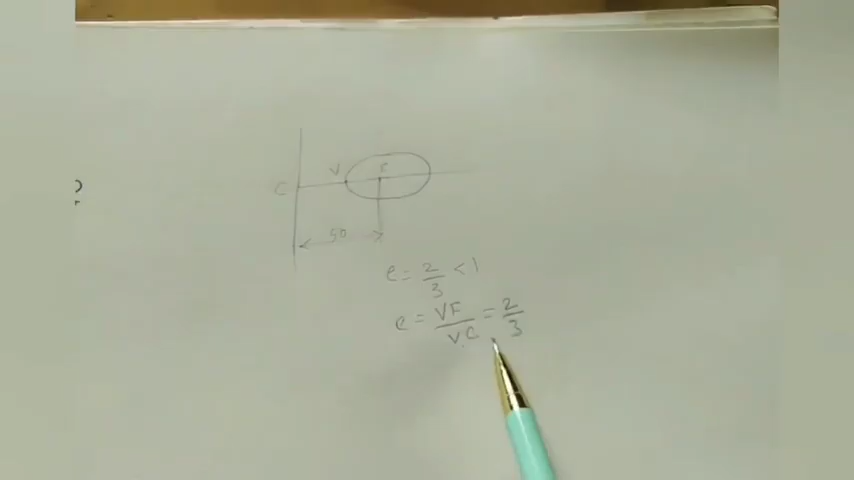 V F
C
50
e = 2/3 < 1
e = VF/VC = 2/3